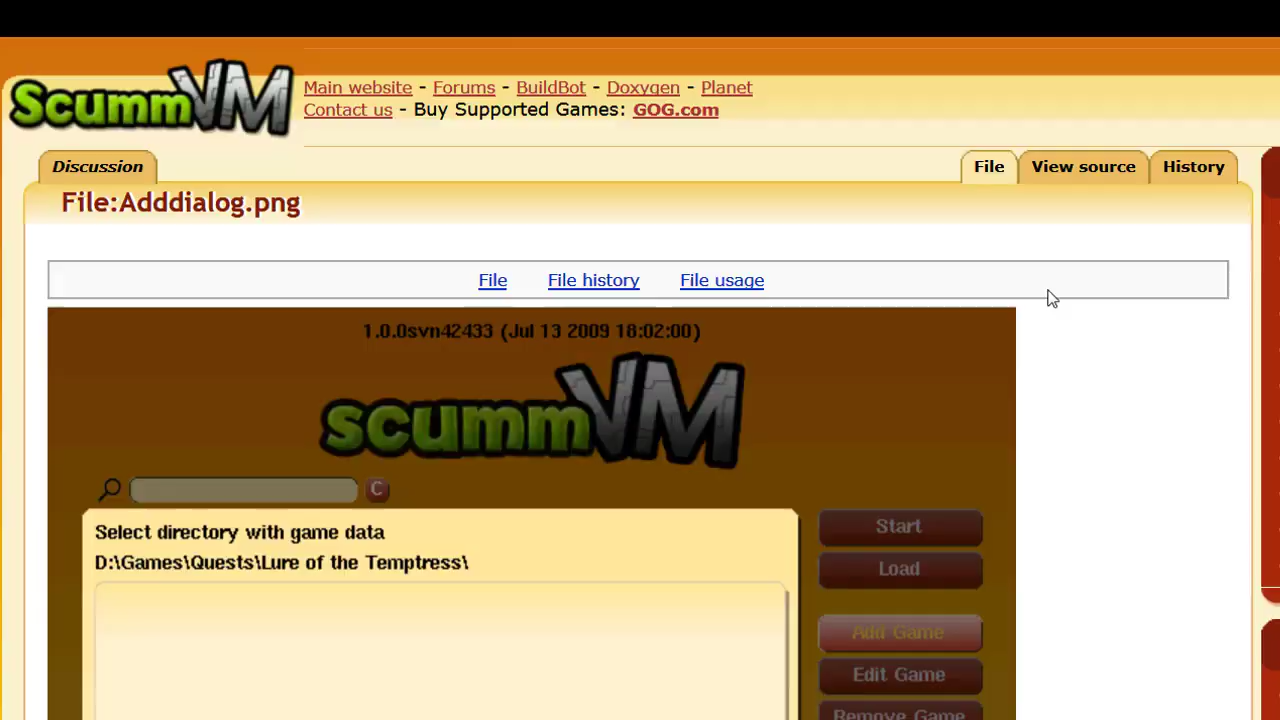 ScummVM
Main website - Forums - BuildBot - Doxygen - Planet
Contact us - Buy Supported Games: GOG.com
Discussion
File
View source
History
File:Adddialog.png
File
File history
File usage
1.0.0svn42433 (Jul 13 2009 18:02:00)
scummVM
C
Select directory with game data
D:\Games\Quests\Lure of the Temptress\
Start
Load
Add Game
Edit Game
Remove Game